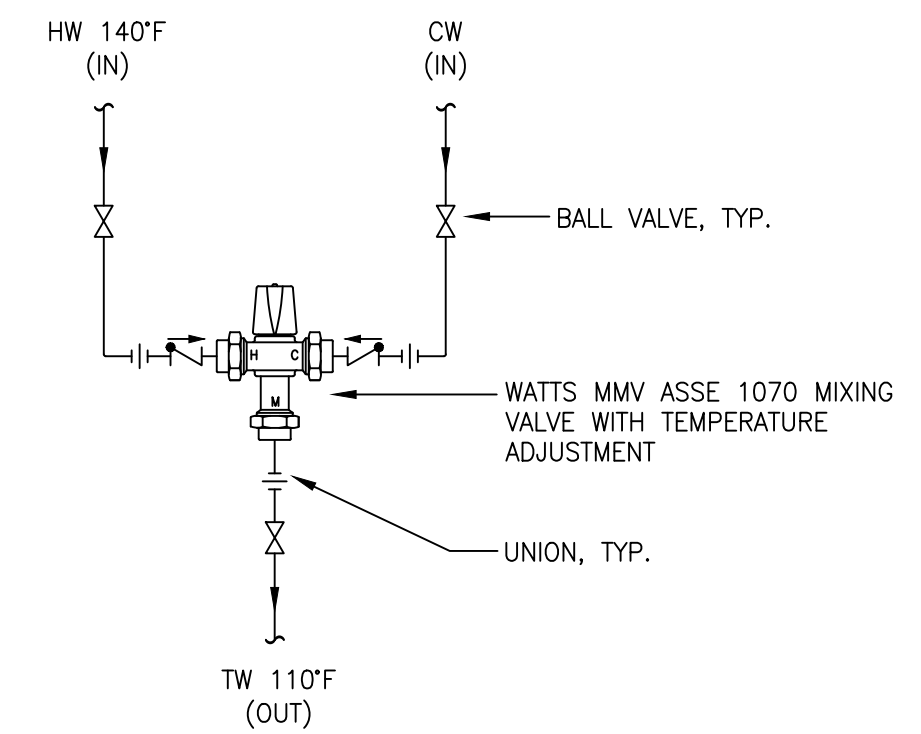 HW 140°F
(IN)
CW
(IN)
BALL VALVE, TYP.
H
C
M
WATTS MMV ASSE 1070 MIXING
VALVE WITH TEMPERATURE
ADJUSTMENT
UNION, TYP.
TW 110°F
(OUT)